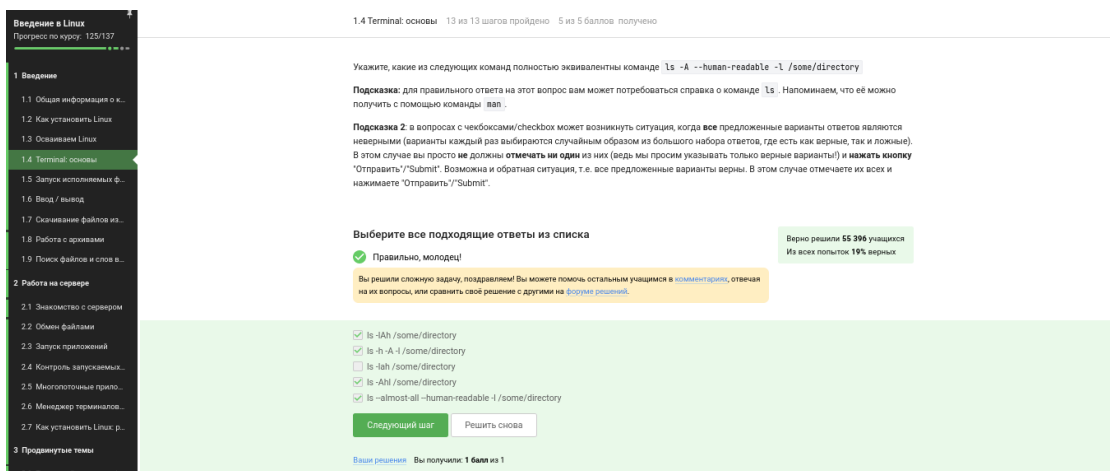 Введение в Linux
Прогресс по курсу: 125/137
1 Введение
1.1 Общая информация о к...
1.2 Как установить Linux
1.3 Осваиваем Linux
1.4 Terminal: основы
1.5 Запуск исполняемых ф...
1.6 Ввод / вывод
1.7 Скачивание файлов из...
1.8 Работа с архивами
1.9 Поиск файлов и слов в...
2 Работа на сервере
2.1 Знакомство с сервером
2.2 Обмен файлами
2.3 Запуск приложений
2.4 Контроль запускаемых...
2.5 Многопоточные прило...
2.6 Менеджер терминалов...
2.7 Как установить Linux: р...
3 Продвинутые темы
1.4 Terminal: основы 13 из 13 шагов пройдено 5 из 5 баллов получено
Укажите, какие из следующих команд полностью эквивалентны команде ls -A --human-readable -l /some/directory
Подсказка: для правильного ответа на этот вопрос вам может потребоваться справка о команде ls . Напоминаем, что её можно
получить с помощью команды man .
Подсказка 2: в вопросах с чекбоксами/checkbox может возникнуть ситуация, когда все предложенные варианты ответов являются
неверными (варианты каждый раз выбираются случайным образом из большого набора ответов, где есть как верные, так и ложные).
В этом случае вы просто не должны отмечать ни один из них (ведь мы просим указывать только верные варианты!) и нажать кнопку
"Отправить"/"Submit". Возможна и обратная ситуация, т.е. все предложенные варианты верны. В этом случае отмечаете их всех и
нажимаете "Отправить"/"Submit".
Выберите все подходящие ответы из списка
Верно решили 55 396 учащихся
Из всех попыток 19% верных
Правильно, молодец!
Вы решили сложную задачу, поздравляем! Вы можете помочь остальным учащимся в комментариях, отвечая
на их вопросы, или сравнить своё решение с другими на форуме решений.
ls -lAh /some/directory
ls -h -A -l /some/directory
ls -lah /some/directory
ls -Ahl /some/directory
ls –almost-all –human-readable -l /some/directory
Следующий шаг Решить снова
Ваши решения Вы получили: 1 балл из 1